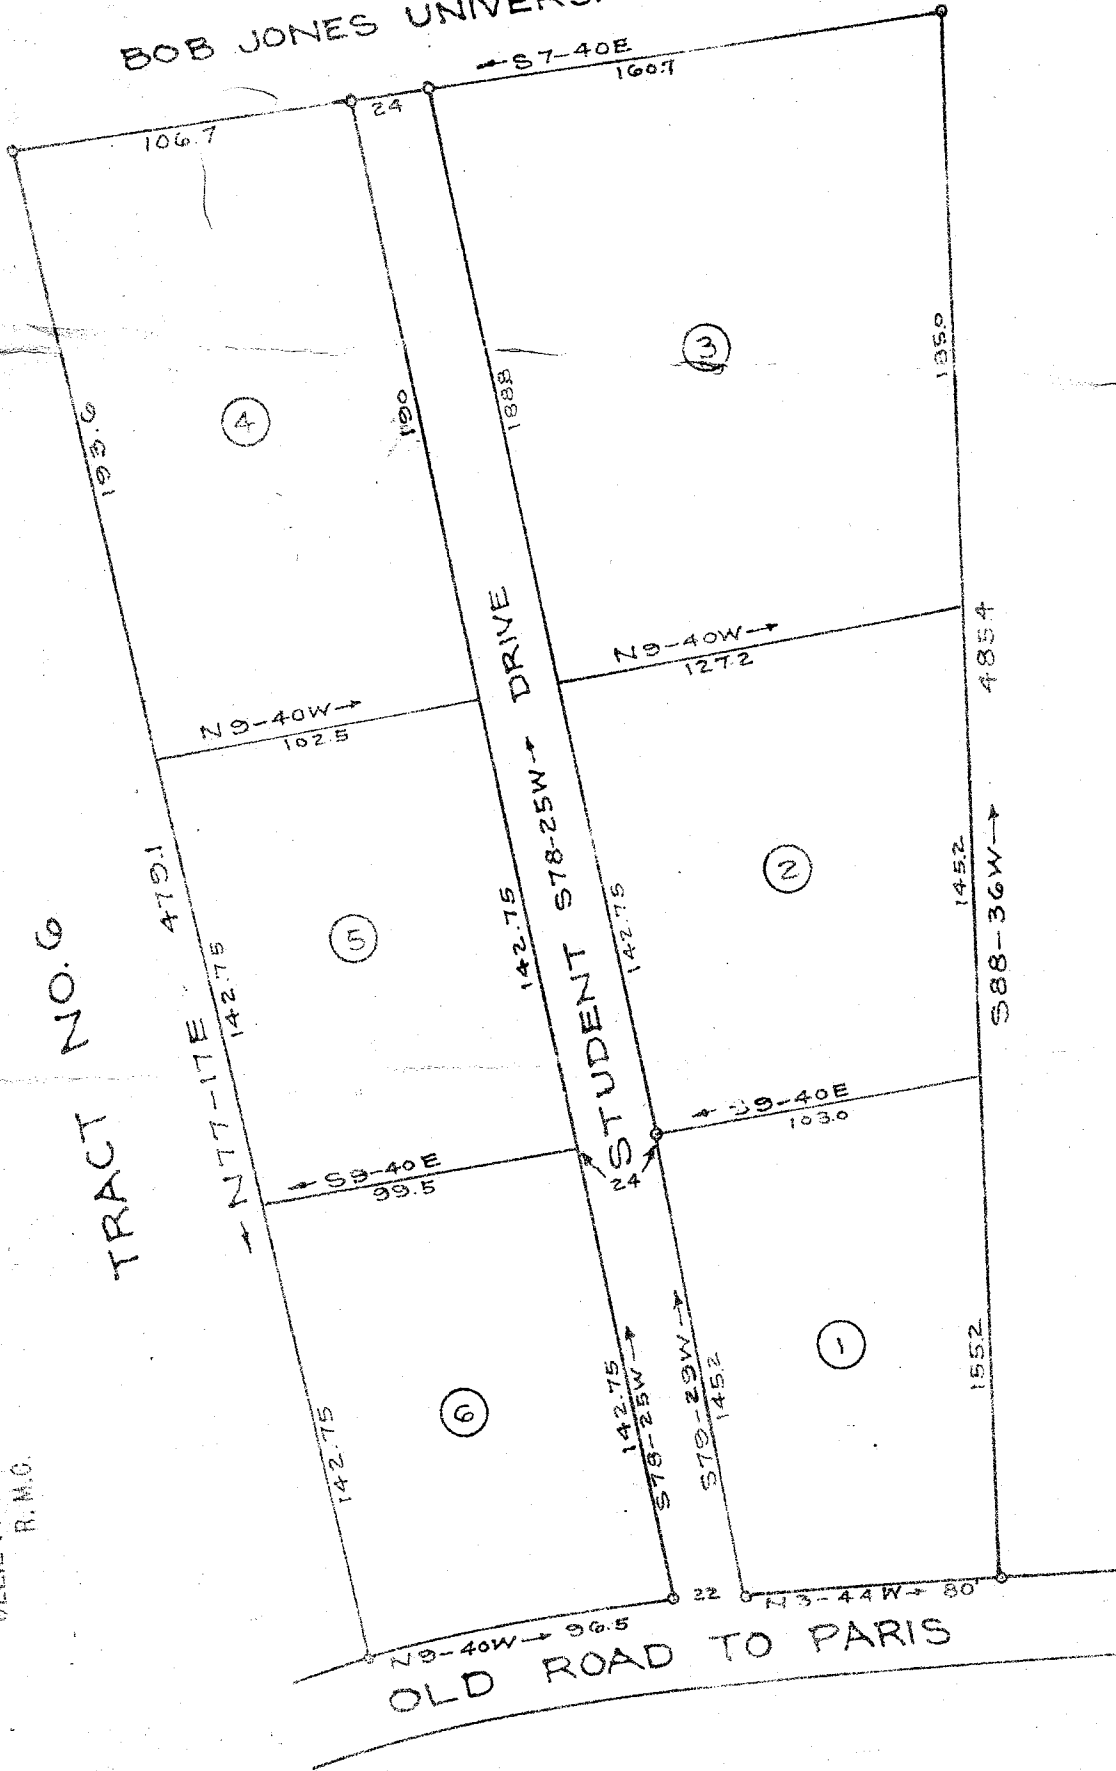 BOB JONES UNIVERS
← S7-40E
160.7
24
106.7
3
185.0
4
193.6
190
188.8
DRIVE
N9-40W→
127.2
485.4
N9-40W→
102.5
S78-25W→
2
145.2
S88-36W→
142.75
142.75
5
479.1
142.75
N77-17E
←
TRACT NO. 6
STUDENT
← S9-40E
103.0
← S9-40E
99.5
24
1
155.2
S79-29W→
145.2
142.75
S78-25W→
6
142.75
R.M.C.
22
N3-44W→ 80'
N9-40W→ 96.5
OLD ROAD TO PARIS